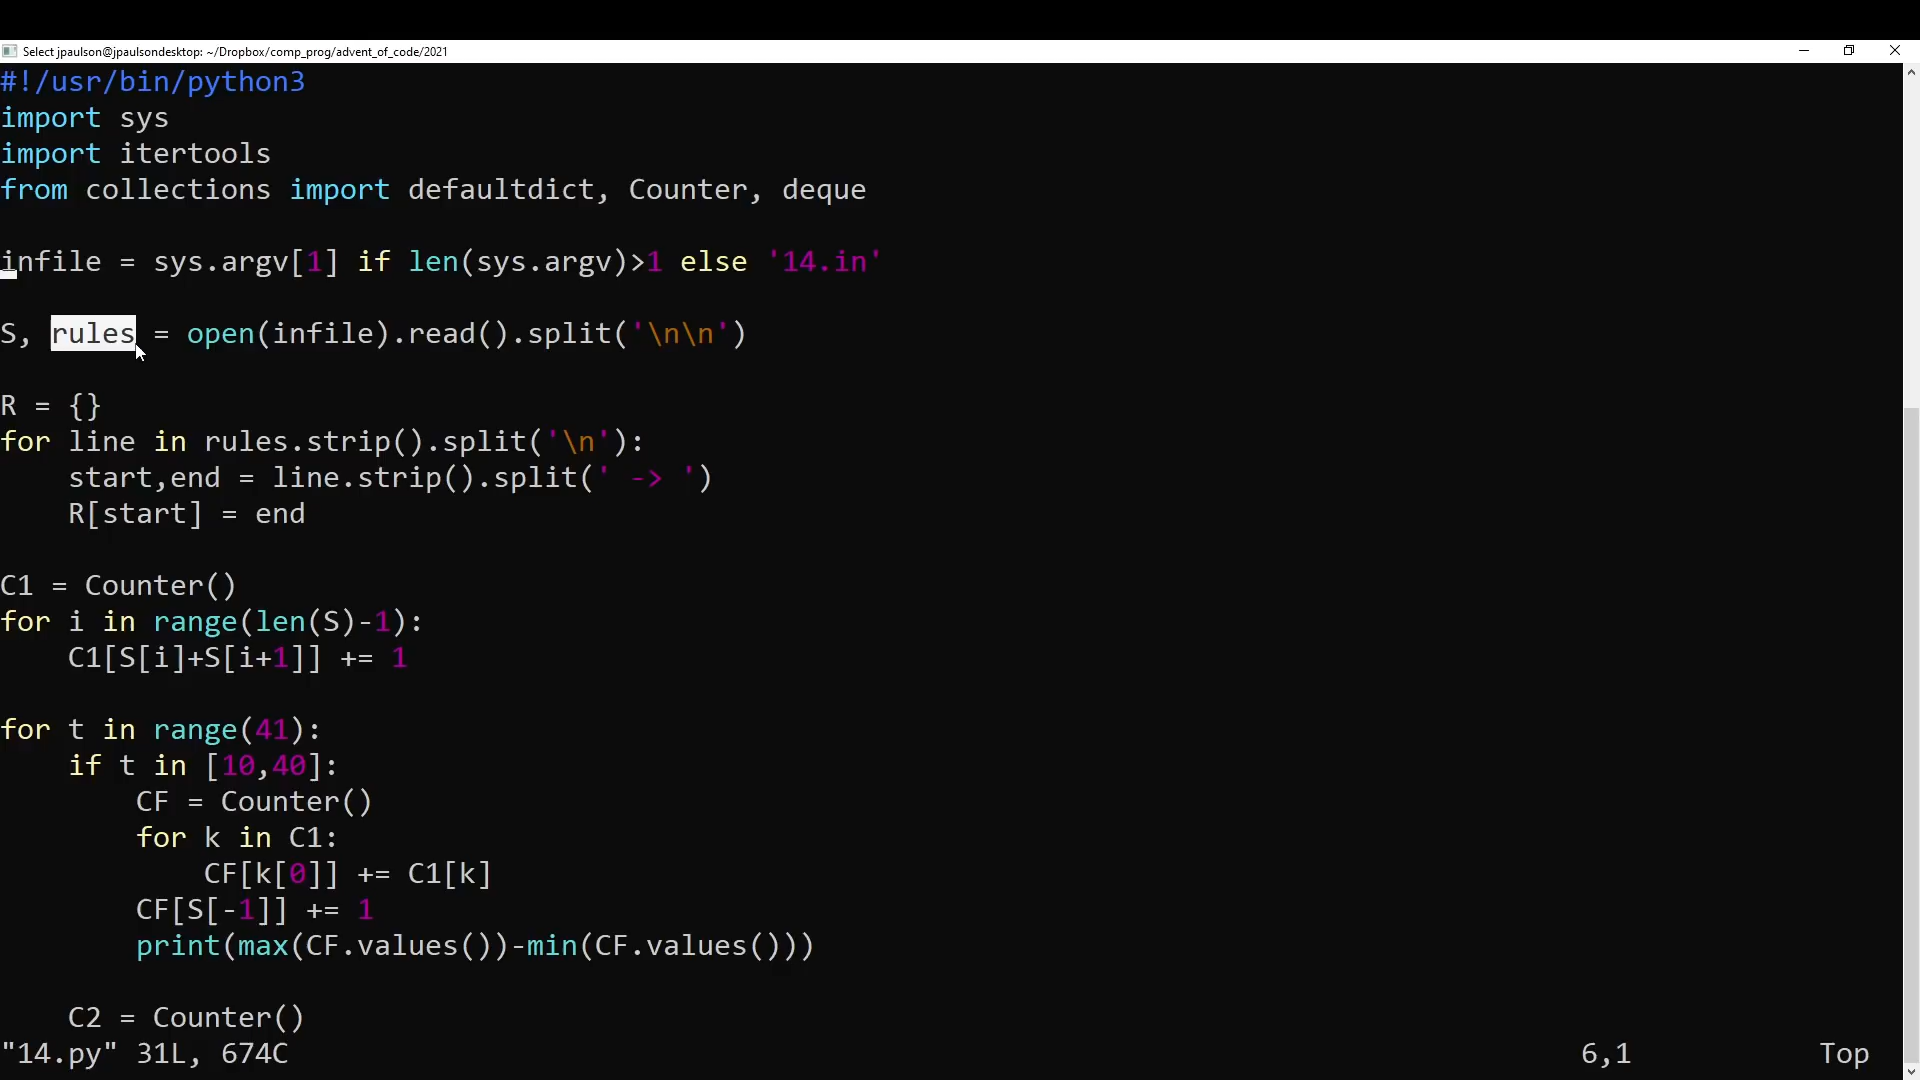 Select jpaulson@jpaulsondesktop: ~/Dropbox/comp_prog/advent_of_code/2021
#!/usr/bin/python3
import sys
import itertools
from collections import defaultdict, Counter, deque

infile = sys.argv[1] if len(sys.argv)>1 else '14.in'

S, rules = open(infile).read().split('\n\n')

R = {}
for line in rules.strip().split('\n'):
    start,end = line.strip().split(' -> ')
    R[start] = end

C1 = Counter()
for i in range(len(S)-1):
    C1[S[i]+S[i+1]] += 1

for t in range(41):
    if t in [10,40]:
        CF = Counter()
        for k in C1:
            CF[k[0]] += C1[k]
        CF[S[-1]] += 1
        print(max(CF.values())-min(CF.values()))

    C2 = Counter()
"14.py" 31L, 674C 6,1 Top